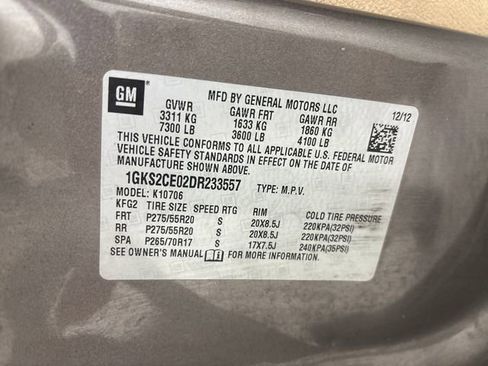 GM
MFD BY GENERAL MOTORS LLC
12/12
GVWR GAWR FRT GAWR RR
3311 KG 1633 KG 1860 KG
7300 LB 3600 LB 4100 LB
THIS VEHICLE CONFORMS TO ALL APPLICABLE U.S. FEDERAL MOTOR
VEHICLE SAFETY STANDARDS IN EFFECT ON THE DATE OF
MANUFACTURE SHOWN ABOVE.
1GKS2CE02DR233557 TYPE: M.P.V.
MODEL: K10706
KFG2 TIRE SIZE SPEED RTG RIM COLD TIRE PRESSURE
FRT P275/55R20 S 20X8.5J 220KPA(32PSI)
RR P275/55R20 S 20X8.5J 220KPA(32PSI)
SPA P265/70R17 S 17X7.5J 240KPA(35PSI)
SEE OWNER'S MANUAL FOR MORE INFORMATION.